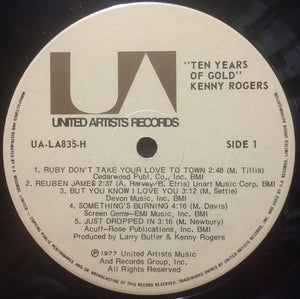 "TEN YEARS
OF GOLD"
KENNY ROGERS
UA
UNITED ARTISTS RECORDS
UA-LA835-H
SIDE 1
1. RUBY DON'T TAKE YOUR LOVE TO TOWN 2:48 (M. Tillis)
Cedarwood Publ. Co., Inc. BMI
2. REUBEN JAMES 2:37 (A. Harvey/B. Etris) Unart Music Corp. BMI
3. BUT YOU KNOW I LOVE YOU 3:12 (M. Settle)
Devon Music, Inc. BMI
4. SOMETHING'S BURNING 4:16 (M. Davis)
Screen Gems—EMI Music, Inc. BMI
5. JUST DROPPED IN 3:16 (M. Newbury)
Acuff-Rose Publications, Inc. BMI
Produced by Larry Butler & Kenny Rogers
℗ 1977 United Artists Music
And Records Group, Inc.
All Rights Reserved